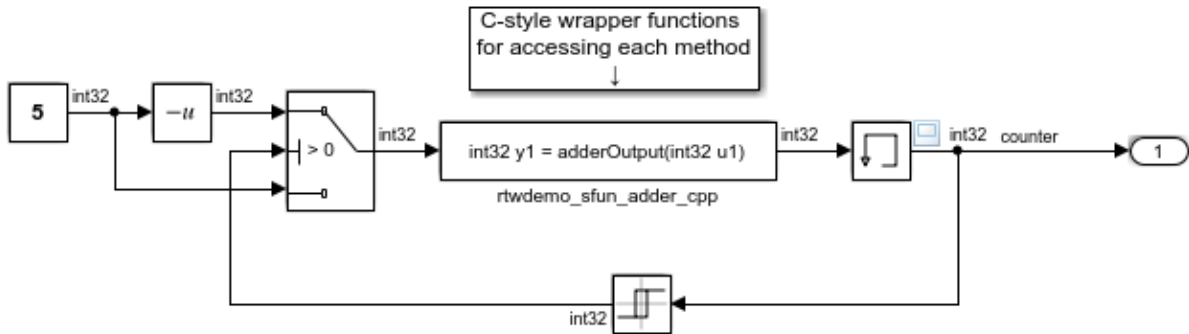 C-style wrapper functions
for accessing each method
↓
5
int32
−u
int32
> 0
int32
int32 y1 = adderOutput(int32 u1)
rtwdemo_sfun_adder_cpp
int32
int32
counter
1
int32